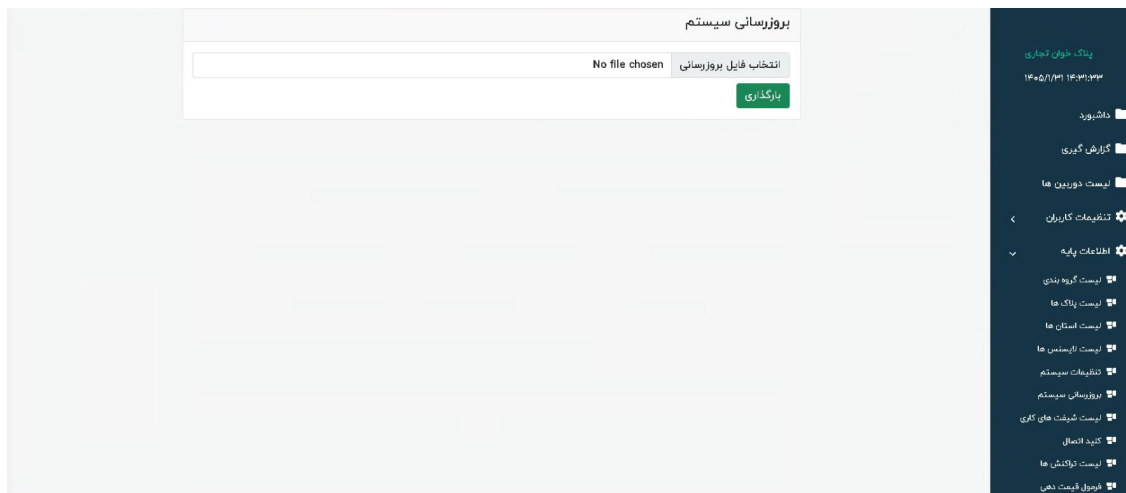 بروزرسانی سیستم
انتخاب فایل بروزرسانی No file chosen
بارگذاری
پلاک خوان تجاری
۱۴۰۵/۱/۳۱ ۱۴:۳۱:۳۳
داشبورد
گزارش گیری
لیست دوربین ها
تنظیمات کاربران
اطلاعات پایه
لیست گروه بندی
لیست پلاک ها
لیست استان ها
لیست لایسنس ها
تنظیمات سیستم
بروزرسانی سیستم
لیست شیفت های کاری
کلید اتصال
لیست تراکنش ها
فرمول قیمت دهی